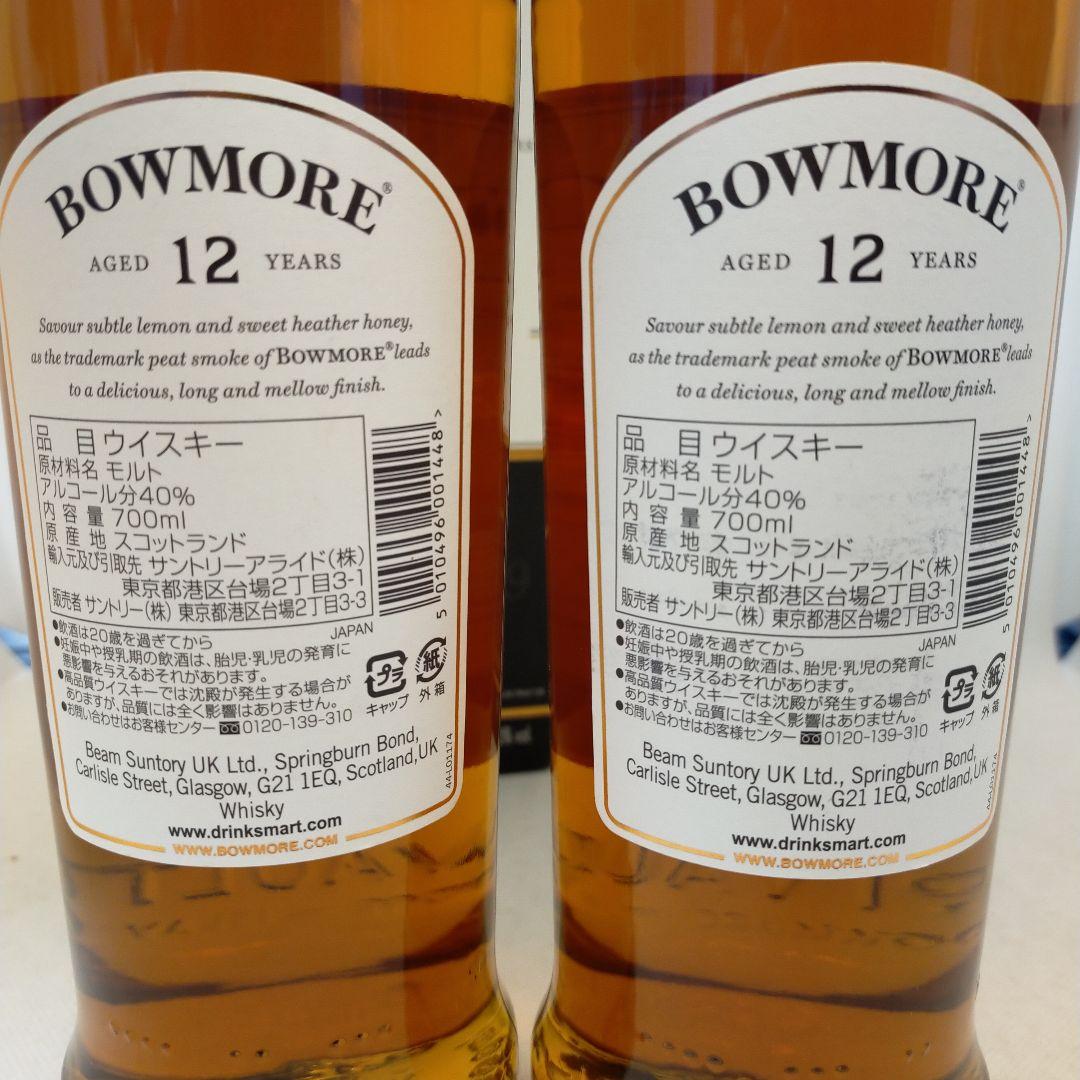 BOWMORE®
AGED 12 YEARS
Savour subtle lemon and sweet heather honey,
as the trademark peat smoke of BOWMORE® leads
to a delicious, long and mellow finish.
品 目 ウイスキー
原材料名 モルト
アルコール分40%
内容量 700ml
原産地 スコットランド
輸入元及び引取先 サントリーアライド(株)
東京都港区台場2丁目3-1
販売者 サントリー(株) 東京都港区台場2丁目3-3
JAPAN
●飲酒は20歳を過ぎてから
●妊娠中や授乳期の飲酒は、胎児・乳児の発育に
悪影響を与えるおそれがあります。
●高品質ウイスキーでは沈殿が発生する場合が
ありますが、品質には全く影響はありません。
●お問い合わせはお客様センター 0120-139-310
5 010496 001448 >
プラ
キャップ
紙
外箱
Beam Suntory UK Ltd., Springburn Bond,
Carlisle Street, Glasgow, G21 1EQ, Scotland,UK
Whisky
www.drinksmart.com
WWW.BOWMORE.COM
44-L01174
BOWMORE®
AGED 12 YEARS
Savour subtle lemon and sweet heather honey,
as the trademark peat smoke of BOWMORE® leads
to a delicious, long and mellow finish.
品 目 ウイスキー
原材料名 モルト
アルコール分40%
内容量 700ml
原産地 スコットランド
輸入元及び引取先 サントリーアライド(株)
東京都港区台場2丁目3-1
販売者 サントリー(株) 東京都港区台場2丁目3-3
JAPAN
●飲酒は20歳を過ぎてから
●妊娠中や授乳期の飲酒は、胎児・乳児の発育に
悪影響を与えるおそれがあります。
●高品質ウイスキーでは沈殿が発生する場合が
ありますが、品質には全く影響はありません。
●お問い合わせはお客様センター 0120-139-310
5 010496 001448 >
プラ
キャップ
紙
外箱
Beam Suntory UK Ltd., Springburn Bond,
Carlisle Street, Glasgow, G21 1EQ, Scotland,UK
Whisky
www.drinksmart.com
WWW.BOWMORE.COM
44-L01174